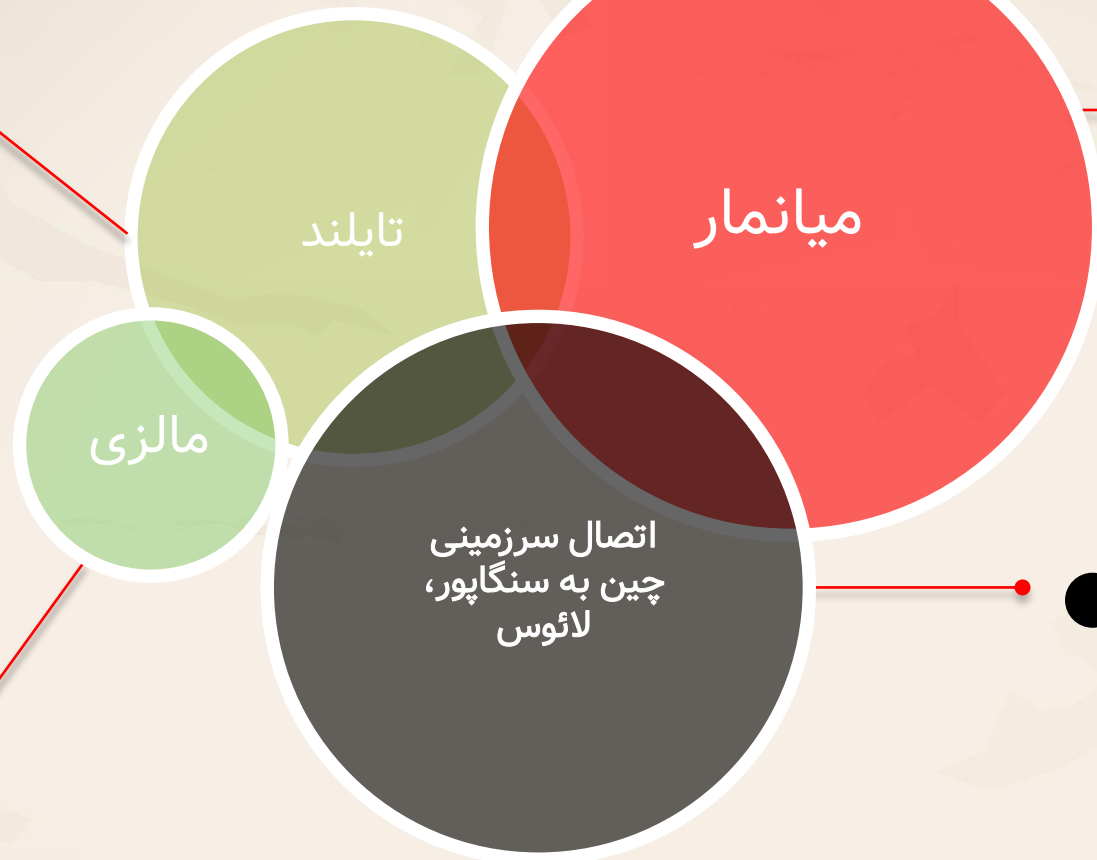 میانمار
تایلند
مالزی
اتصال سرزمینی
چین به سنگاپور،
لائوس